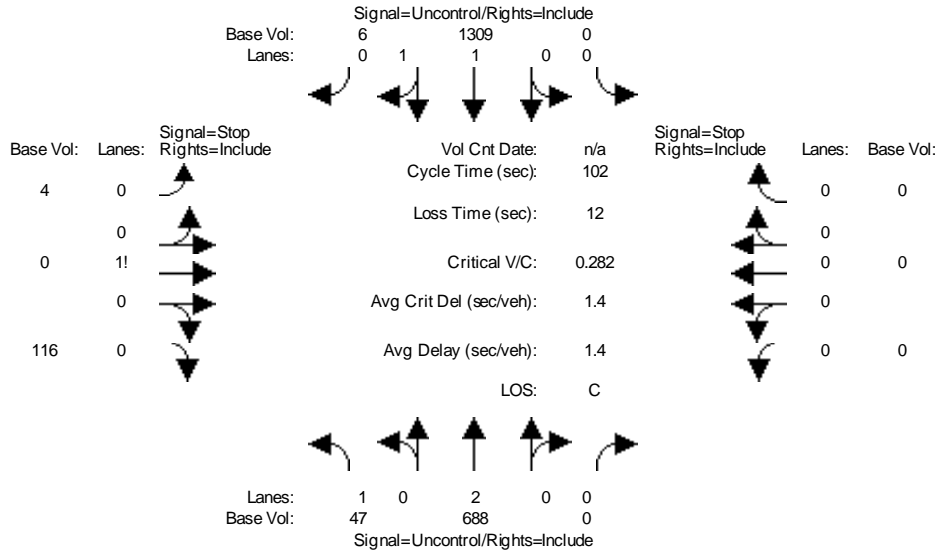 Signal=Uncontrol/Rights=Include
Base Vol: 6 1309 0
Lanes: 0 1 1 0 0
Signal=Stop Signal=Stop
Base Vol: Lanes: Rights=Include Vol Cnt Date: n/a Rights=Include Lanes: Base Vol:
Cycle Time (sec): 102
4 0 0 0
Loss Time (sec): 12
0 0
0 1! Critical V/C: 0.282 0 0
0 Avg Crit Del (sec/veh): 1.4 0
116 0 Avg Delay (sec/veh): 1.4 0 0
LOS: C
Lanes: 1 0 2 0 0
Base Vol: 47 688 0
Signal=Uncontrol/Rights=Include